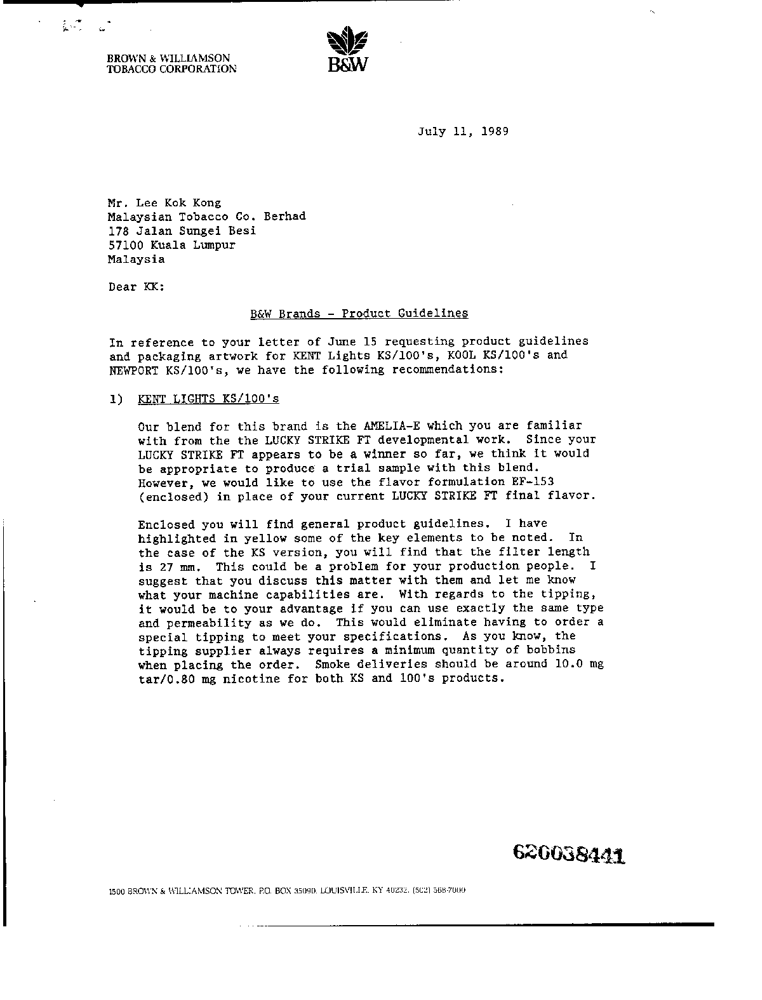 BROWN & WILLIAMSON
TOBACCO CORPORATION
B&W
July 11, 1989
Mr. Lee Kok Kong
Malaysian Tobacco Co. Berhad
178 Jalan Sungei Besi
57100 Kuala Lumpur
Malaysia
Dear KK:
B&W Brands - Product Guidelines
In reference to your letter of June 15 requesting product guidelines
and packaging artwork for KENT Lights KS/100's, KOOL KS/100's and
NEWPORT KS/100's, we have the following recommendations:
1) KENT LIGHTS KS/100's
Our blend for this brand is the AMELIA-E which you are familiar
with from the the LUCKY STRIKE FT developmental work. Since your
LUCKY STRIKE FT appears to be a winner so far, we think it would
be appropriate to produce a trial sample with this blend.
However, we would like to use the flavor formulation EF-153
(enclosed) in place of your current LUCKY STRIKE FT final flavor.
Enclosed you will find general product guidelines. I have
highlighted in yellow some of the key elements to be noted. In
the case of the KS version, you will find that the filter length
is 27 mm. This could be a problem for your production people. I
suggest that you discuss this matter with them and let me know
what your machine capabilities are. With regards to the tipping,
it would be to your advantage if you can use exactly the same type
and permeability as we do. This would eliminate having to order a
special tipping to meet your specifications. As you know, the
tipping supplier always requires a minimum quantity of bobbins
when placing the order. Smoke deliveries should be around 10.0 mg
tar/0.80 mg nicotine for both KS and 100's products.
620038441
1500 BROWN & WILLIAMSON TOWER, P.O. BOX 35090, LOUISVILLE, KY 40232, (502) 568-7000